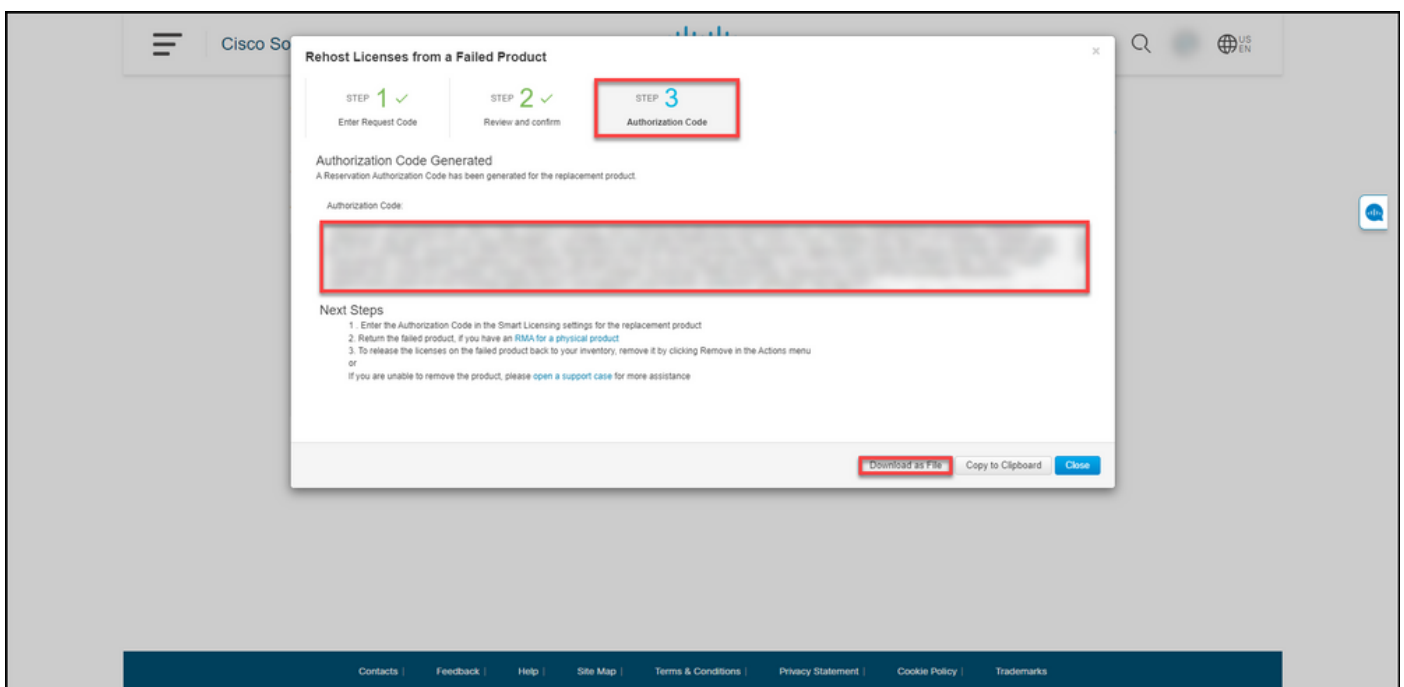 Cisco So
US
EN
Rehost Licenses from a Failed Product
STEP 1
Enter Request Code
STEP 2
Review and confirm
STEP 3
Authorization Code
Authorization Code Generated
A Reservation Authorization Code has been generated for the replacement product.
Authorization Code:
Next Steps
1 . Enter the Authorization Code in the Smart Licensing settings for the replacement product
2. Return the failed product, if you have an RMA for a physical product
3. To release the licenses on the failed product back to your inventory, remove it by clicking Remove in the Actions menu
or
If you are unable to remove the product, please open a support case for more assistance
Download as File
Copy to Clipboard
Close
Contacts | Feedback | Help | Site Map | Terms & Conditions | Privacy Statement | Cookie Policy | Trademarks